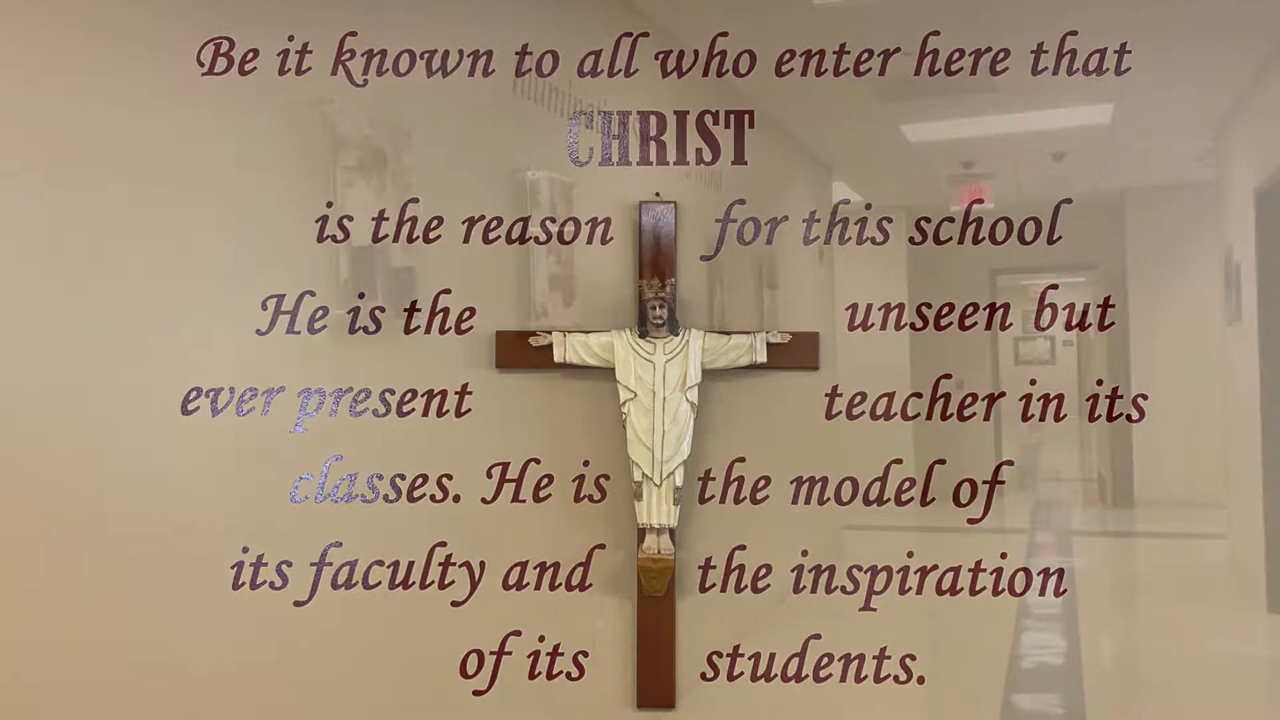 Be it known to all who enter here that
CHRIST
is the reason for this school
He is the unseen but
ever present teacher in its
classes. He is the model of
its faculty and the inspiration
of its students.